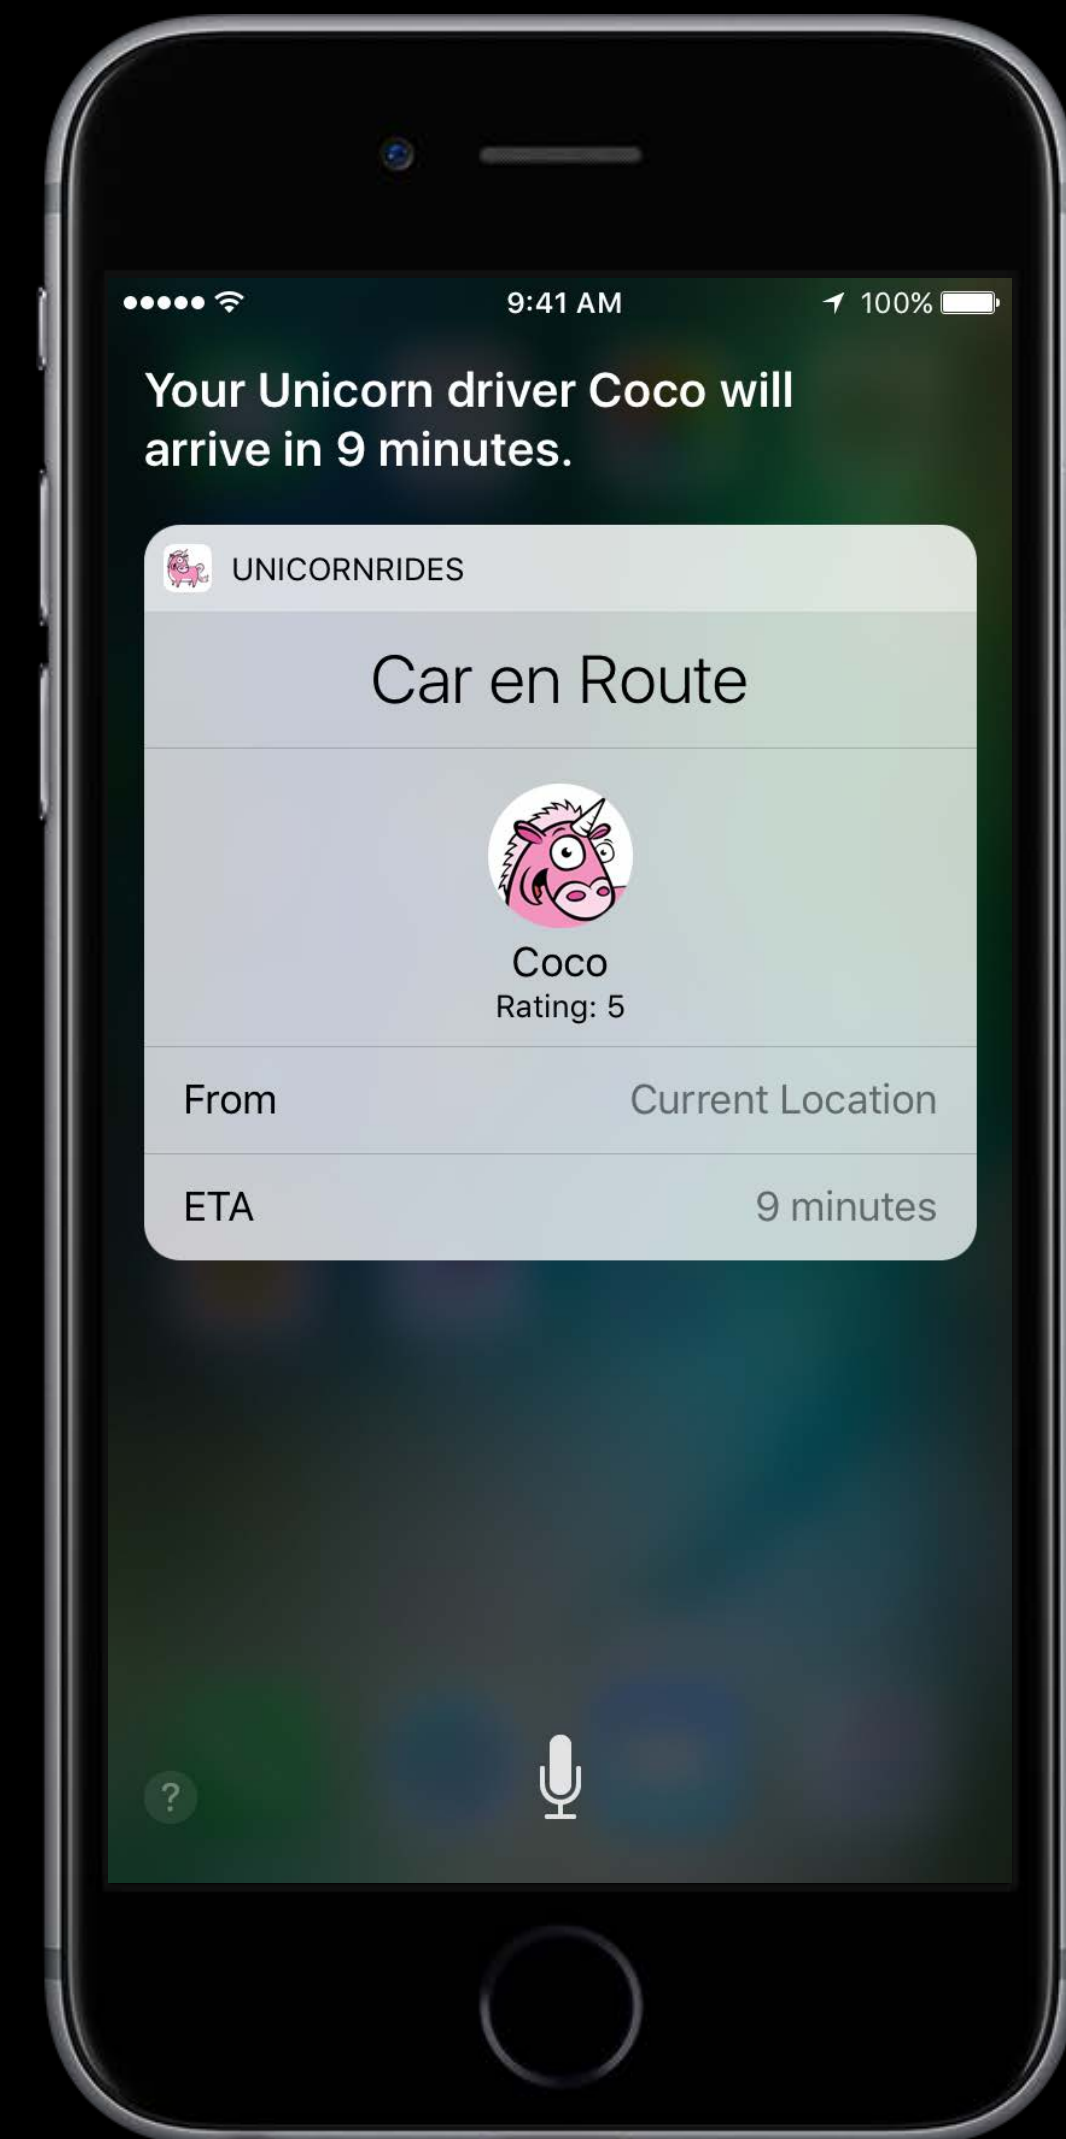 9:41 AM
100%
Your Unicorn driver Coco will
arrive in 9 minutes.
UNICORNRIDES
Car en Route
Coco
Rating: 5
From
Current Location
ETA
9 minutes
?